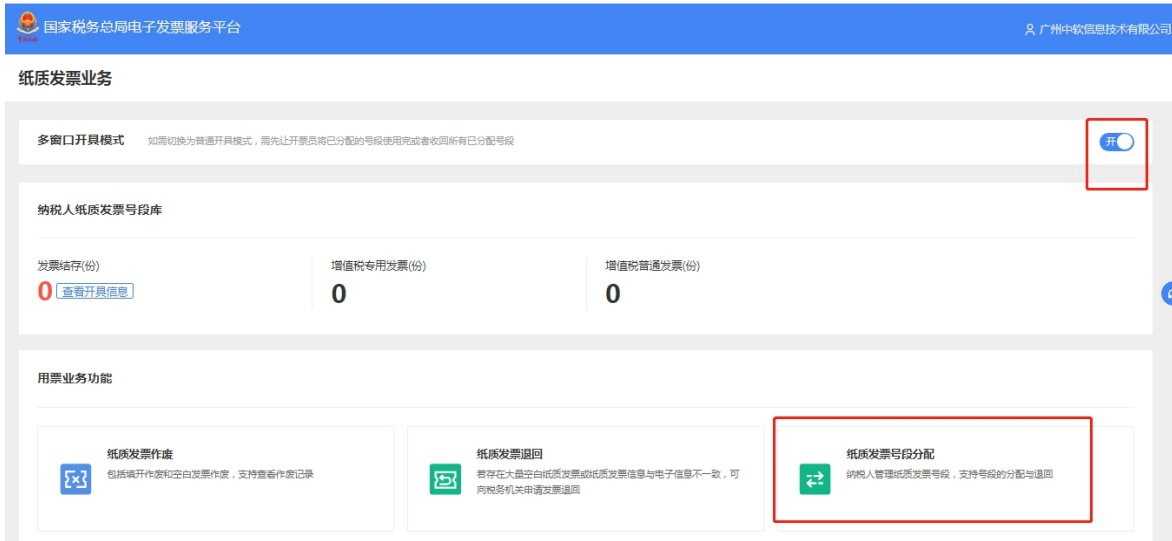 国家税务总局电子发票服务平台
广州中软信息技术有限公司
纸质发票业务
多窗口开具模式 如需切换为普通开具模式，需先让开票员将已分配的号段使用完或者收回所有已分配号段
开
纳税人纸质发票号段库
发票结存(份) 增值税专用发票(份) 增值税普通发票(份)
0 查看开具信息 0 0
用票业务功能
纸质发票作废
包括填开作废和空白发票作废，支持查看作废记录
纸质发票退回
若存在大量空白纸质发票或纸质发票信息与电子信息不一致，可
向税务机关申请发票退回
纸质发票号段分配
纳税人管理纸质发票号段，支持号段的分配与退回